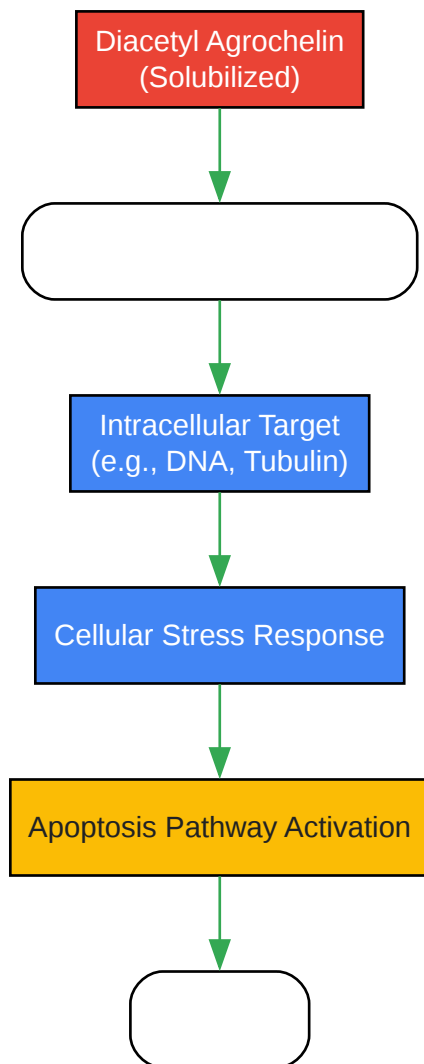 Diacetyl Agrochelin
(Solubilized)
Intracellular Target
(e.g., DNA, Tubulin)
Cellular Stress Response
Apoptosis Pathway Activation